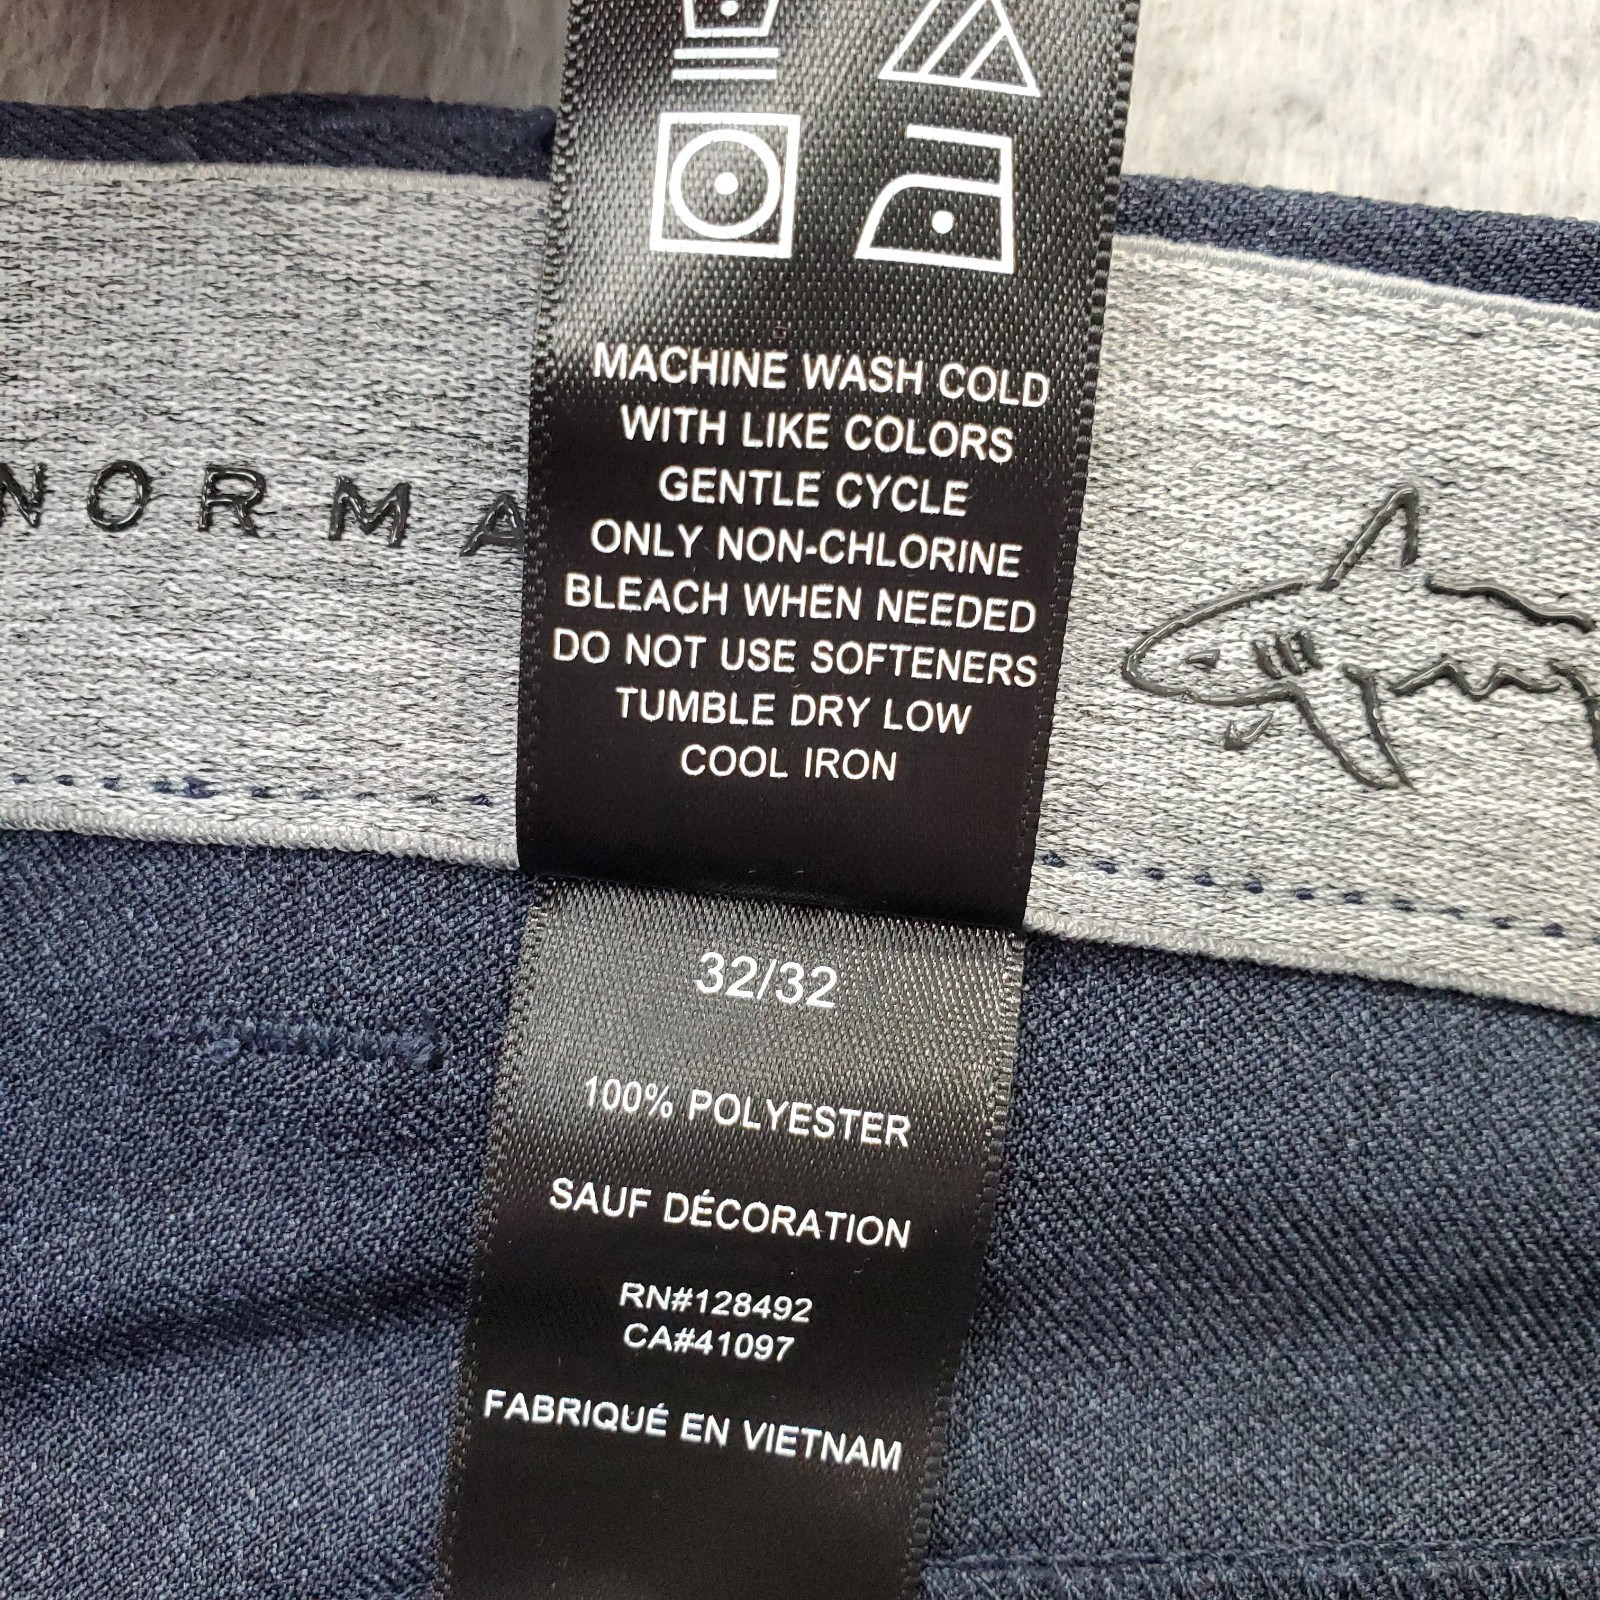 MACHINE WASH COLD
WITH LIKE COLORS
GENTLE CYCLE
ONLY NON-CHLORINE
BLEACH WHEN NEEDED
DO NOT USE SOFTENERS
TUMBLE DRY LOW
COOL IRON
NORMA
32/32
100% POLYESTER
SAUF DÉCORATION
RN#128492
CA#41097
FABRIQUÉ EN VIETNAM